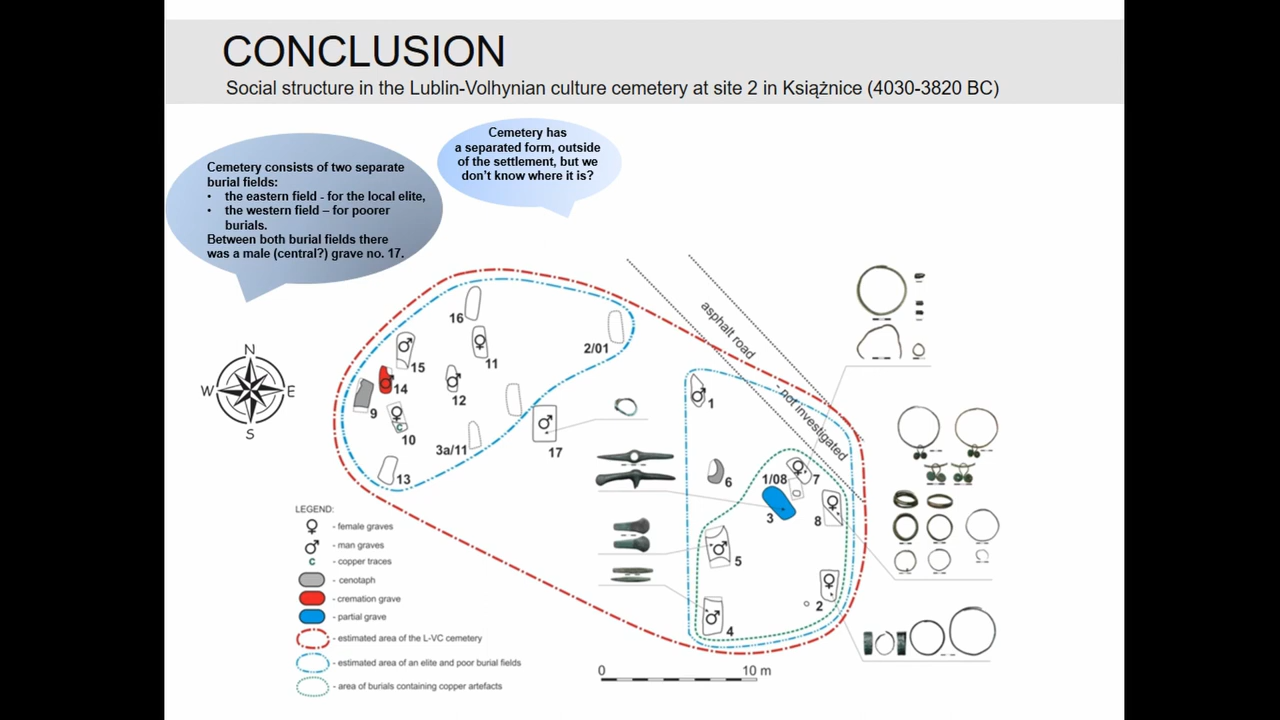 CONCLUSION
Social structure in the Lublin-Volhynian culture cemetery at site 2 in Książnice (4030-3820 BC)
Cemetery consists of two separate
burial fields:
• the eastern field - for the local elite,
• the western field – for poorer
burials.
Between both burial fields there
was a male (central?) grave no. 17.
Cemetery has
a separated form, outside
of the settlement, but we
don't know where it is?
N
W
E
S
asphalt road
- not investigated
16
2/01
11
15
14
12
9
10
c
3a/11
17
13
1
6
1/08
7
3
8
5
2
4
LEGEND:
- female graves
- man graves
c - copper traces
- cenotaph
- cremation grave
- partial grave
- estimated area of the L-VC cemetery
- estimated area of an elite and poor burial fields
- area of burials containing copper artefacts
0 10 m